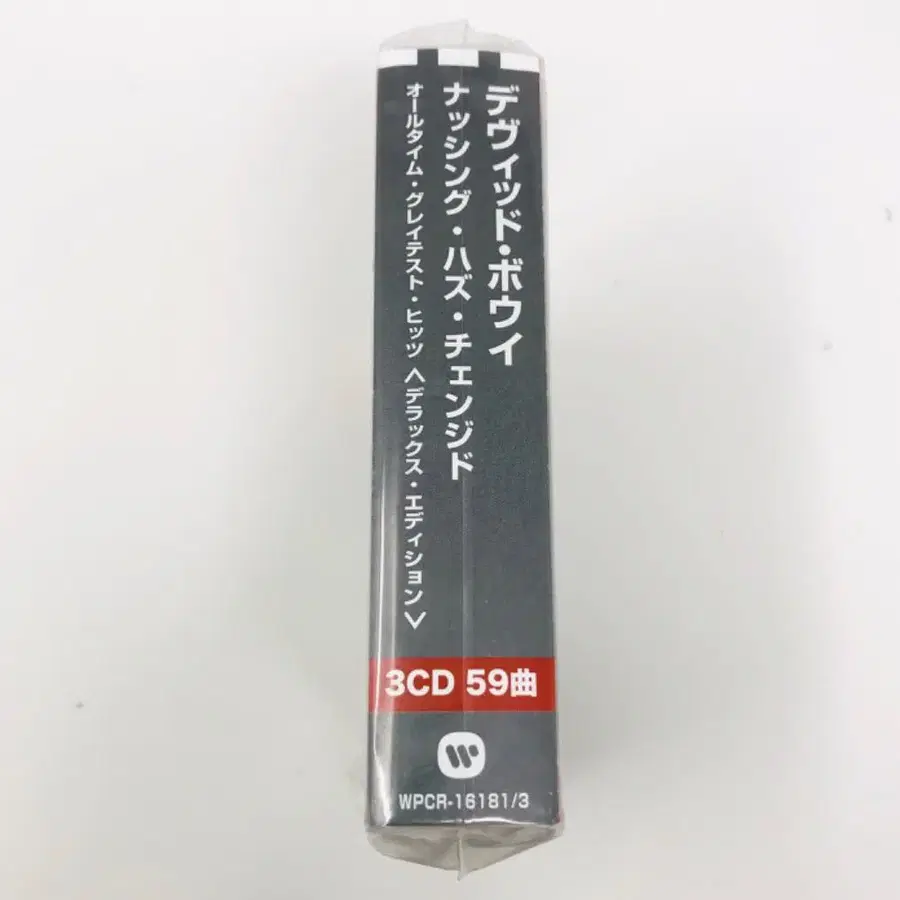 デヴィッド・ボウイ
ナッシング・ハズ・チェンジド
オールタイム・グレイテスト・ヒッツ〈デラックス・エディション〉
3CD 59曲
WPCR-16181/3